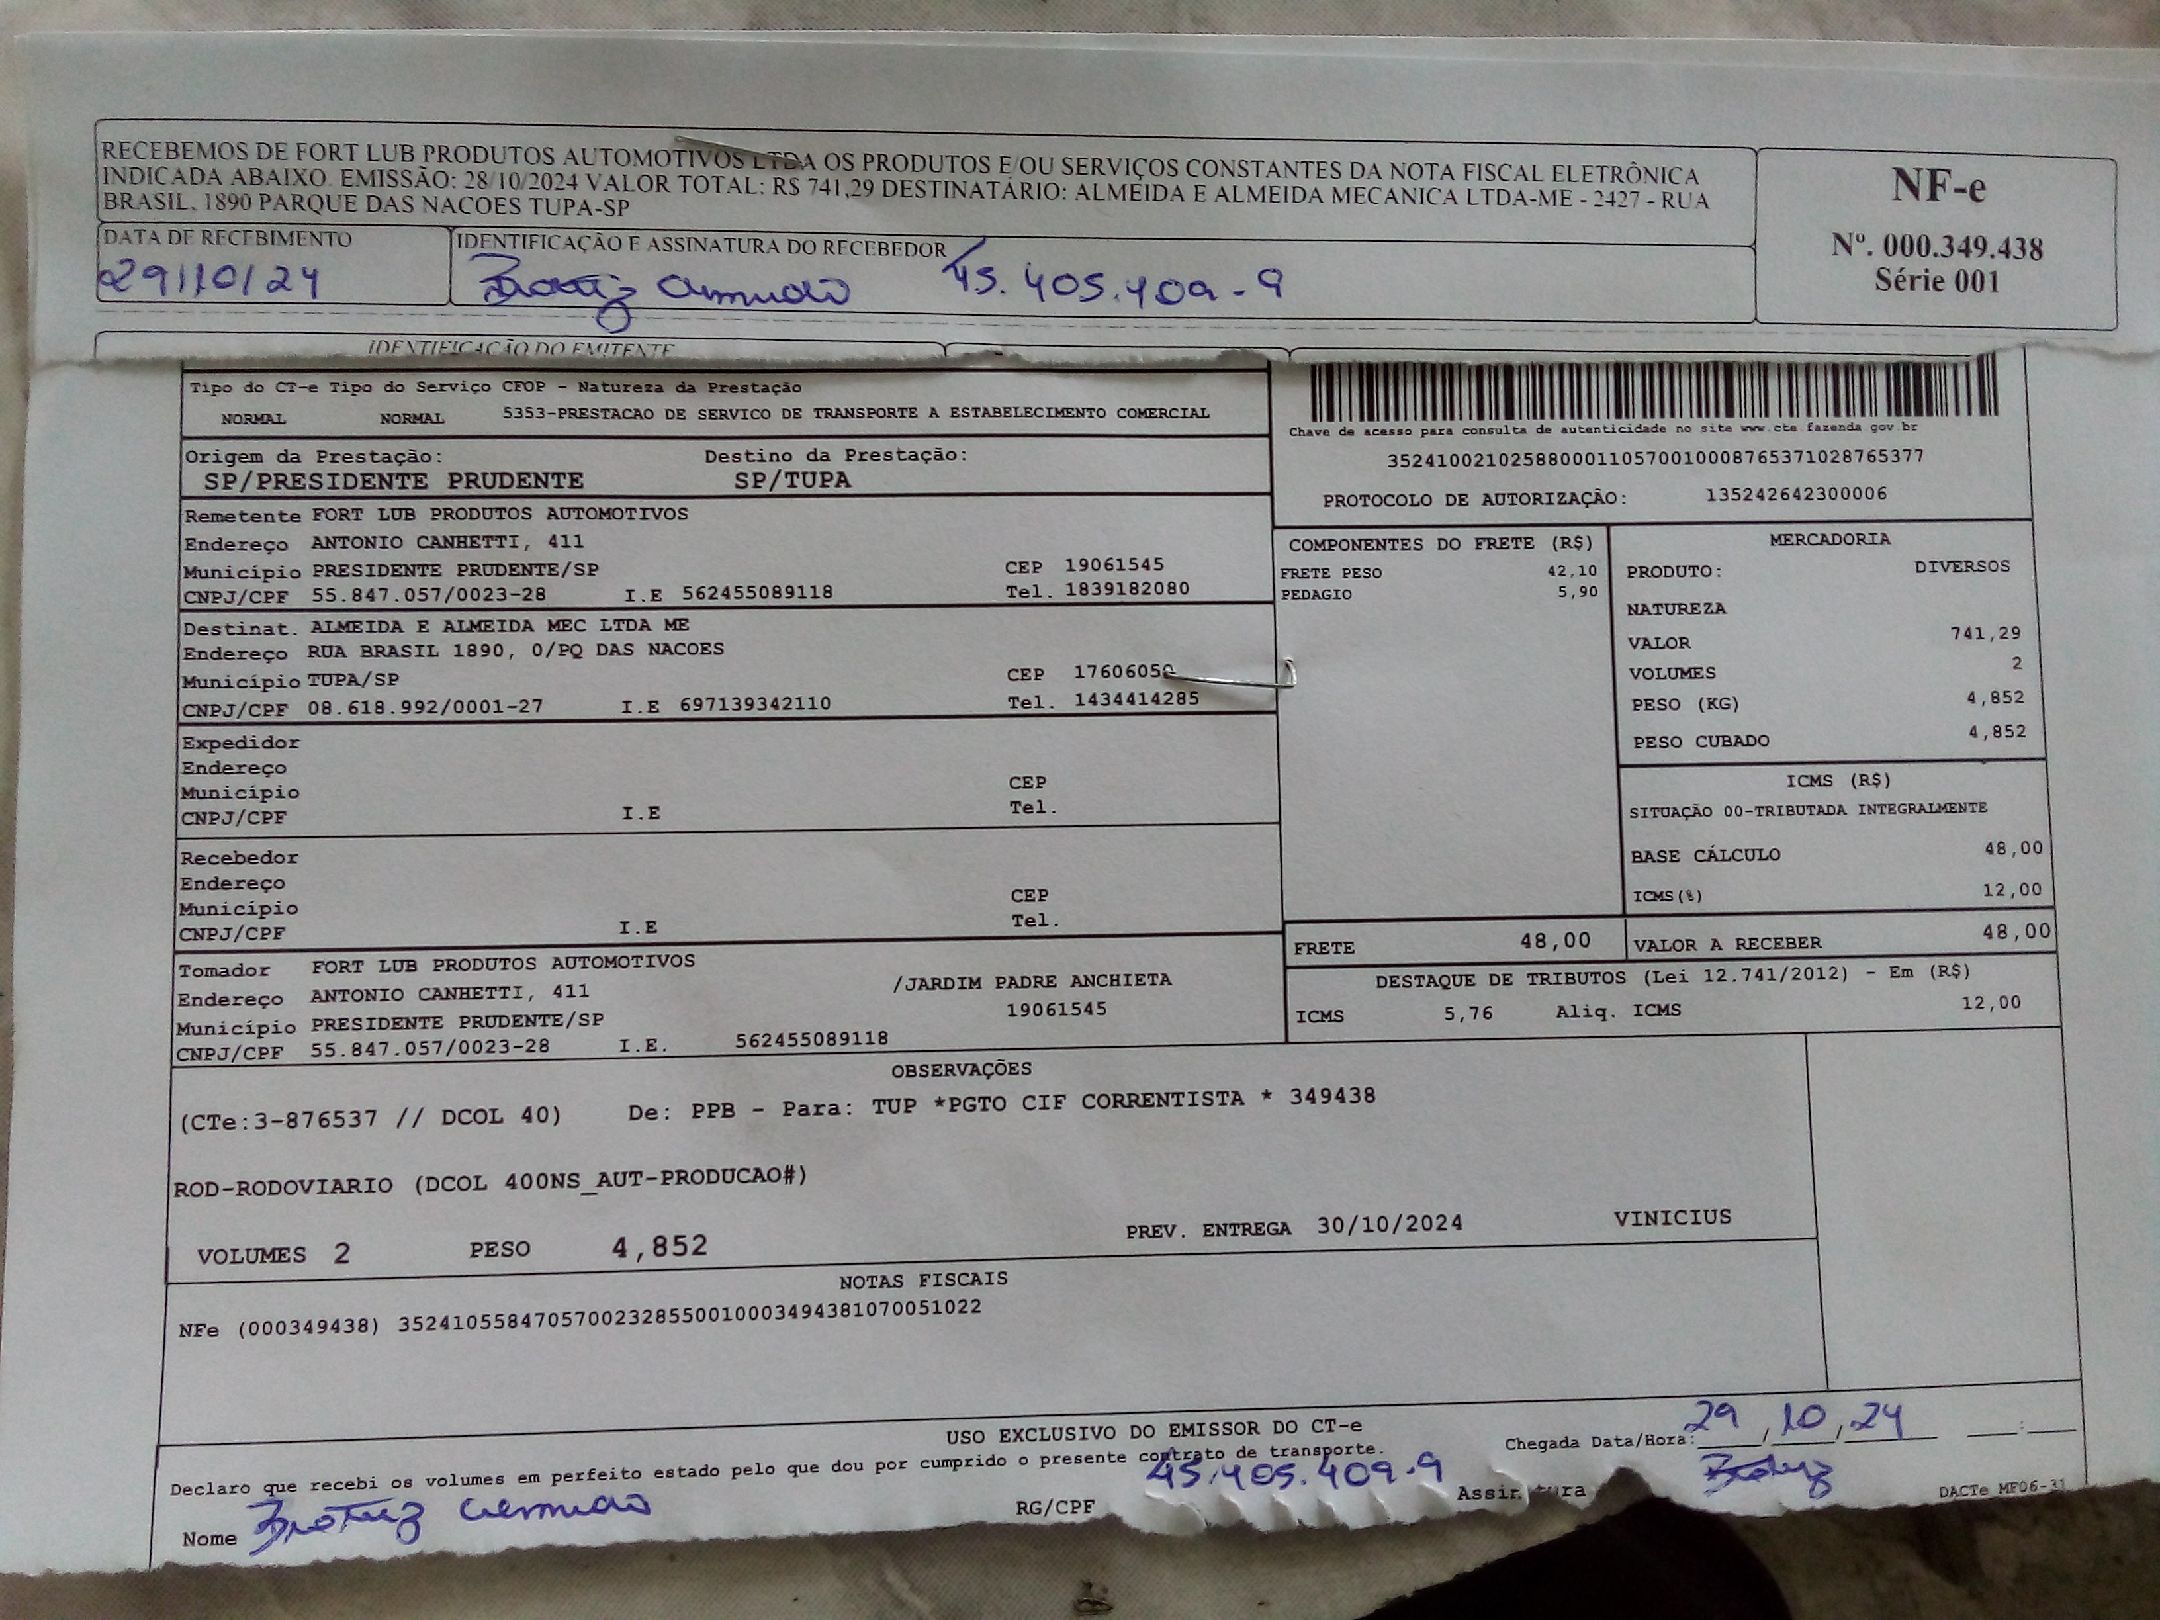 RECEBEMOS DE FORT LUB PRODUTOS AUTOMOTIVOS LTDA OS PRODUTOS E/OU SERVIÇOS CONSTANTES DA NOTA FISCAL ELETRÔNICA
INDICADA ABAIXO. EMISSÃO: 28/10/2024 VALOR TOTAL: R$ 741,29 DESTINATÁRIO: ALMEIDA E ALMEIDA MECANICA LTDA-ME - 2427 - RUA
BRASIL, 1890 PARQUE DAS NACOES TUPA-SP
NF-e
Nº. 000.349.438
Série 001
DATA DE RECEBIMENTO
29/10/24
IDENTIFICAÇÃO E ASSINATURA DO RECEBEDOR
Beatriz 45.405.409-9
IDENTIFICAÇÃO DO EMITENTE
Tipo do CT-e Tipo do Serviço CFOP - Natureza da Prestação
NORMAL NORMAL 5353-PRESTACAO DE SERVICO DE TRANSPORTE A ESTABELECIMENTO COMERCIAL
Chave de acesso para consulta de autenticidade no site www.cte.fazenda.gov.br
35241002102588000110570010008765371028765377
PROTOCOLO DE AUTORIZAÇÃO: 135242642300006
Origem da Prestação: Destino da Prestação:
SP/PRESIDENTE PRUDENTE SP/TUPA
Remetente FORT LUB PRODUTOS AUTOMOTIVOS
Endereço ANTONIO CANHETTI, 411
Município PRESIDENTE PRUDENTE/SP CEP 19061545
CNPJ/CPF 55.847.057/0023-28 I.E 562455089118 Tel. 1839182080
Destinat. ALMEIDA E ALMEIDA MEC LTDA ME
Endereço RUA BRASIL 1890, 0/PQ DAS NACOES
Município TUPA/SP CEP 17606050
CNPJ/CPF 08.618.992/0001-27 I.E 697139342110 Tel. 1434414285
Expedidor
Endereço
Município CEP
CNPJ/CPF I.E Tel.
Recebedor
Endereço
Município CEP
CNPJ/CPF I.E Tel.
Tomador FORT LUB PRODUTOS AUTOMOTIVOS
Endereço ANTONIO CANHETTI, 411 /JARDIM PADRE ANCHIETA
Município PRESIDENTE PRUDENTE/SP 19061545
CNPJ/CPF 55.847.057/0023-28 I.E. 562455089118
COMPONENTES DO FRETE (R$)
FRETE PESO 42,10
PEDAGIO 5,90
MERCADORIA
PRODUTO: DIVERSOS
NATUREZA
VALOR 741,29
VOLUMES 2
PESO (KG) 4,852
PESO CUBADO 4,852
ICMS (R$)
SITUAÇÃO 00-TRIBUTADA INTEGRALMENTE
BASE CÁLCULO 48,00
ICMS(%) 12,00
FRETE 48,00 VALOR A RECEBER 48,00
DESTAQUE DE TRIBUTOS (Lei 12.741/2012) - Em (R$)
ICMS 5,76 Aliq. ICMS 12,00
OBSERVAÇÕES
(CTe:3-876537 // DCOL 40) De: PPB - Para: TUP *PGTO CIF CORRENTISTA * 349438
ROD-RODOVIARIO (DCOL 400NS_AUT-PRODUCAO#)
VOLUMES 2 PESO 4,852 PREV. ENTREGA 30/10/2024 VINICIUS
NOTAS FISCAIS
NFe (000349438) 35241055847057002328550010003494381070051022
USO EXCLUSIVO DO EMISSOR DO CT-e
Declaro que recebi os volumes em perfeito estado pelo que dou por cumprido o presente contrato de transporte.
Chegada Data/Hora: 29/10/24 :
Nome Beatriz RG/CPF 45.405.409-9 Assinatura Beatriz
DACTe MF06-31